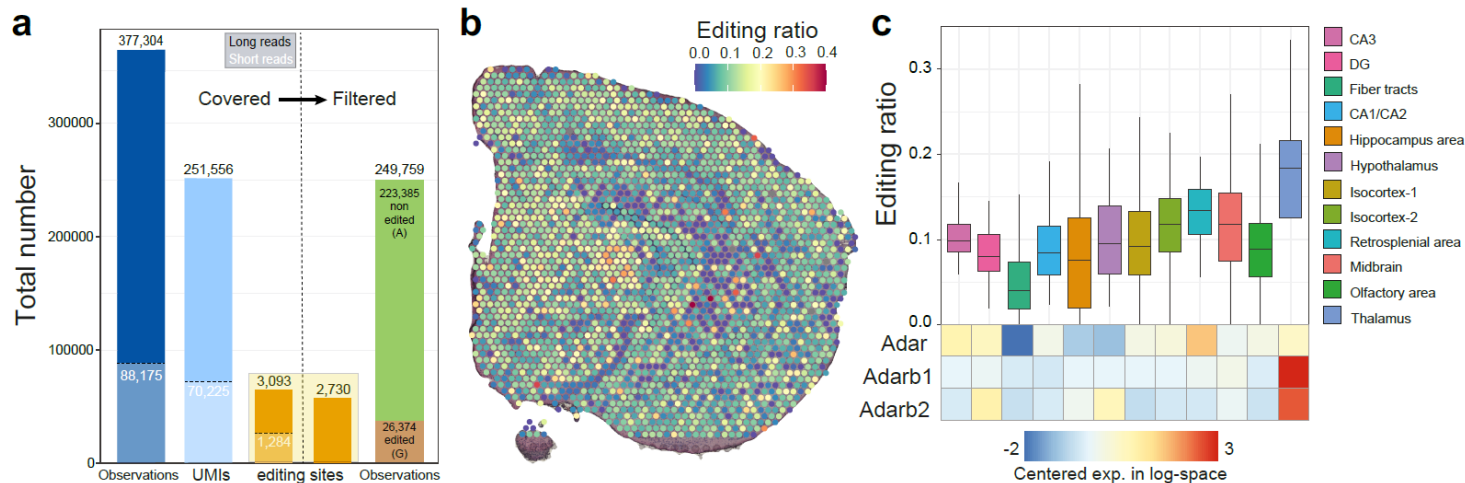 a
377,304
Long reads
Short reads
Covered
Filtered
300000
251,556
249,759
223,385
non
edited
(A)
200000
Total number
100000
88,175
70,225
3,093
2,730
1,284
26,374
edited
(G)
0
Observations
UMIs
editing sites
Observations
b
Editing ratio
0.0 0.1 0.2 0.3 0.4
c
Editing ratio
0.3
0.2
0.1
0.0
Adar
Adarb1
Adarb2
-2
3
Centered exp. in log-space
CA3
DG
Fiber tracts
CA1/CA2
Hippocampus area
Hypothalamus
Isocortex-1
Isocortex-2
Retrosplenial area
Midbrain
Olfactory area
Thalamus